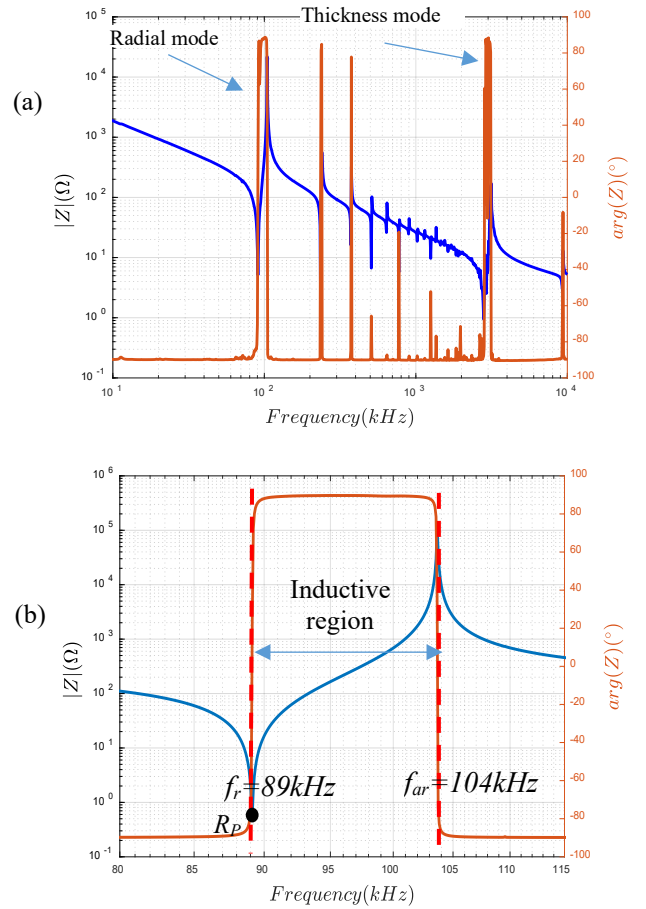 Thickness mode
Radial mode
(a)
10^5
10^4
10^3
10^2
10^1
10^0
10^-1
|Z|(Ω)
100
80
60
40
20
0
-20
-40
-60
-80
-100
arg(Z)(°)
10^1 10^2 10^3 10^4
Frequency(kHz)
(b)
10^6
10^5
10^4
10^3
10^2
10^1
10^0
10^-1
|Z|(Ω)
100
80
60
40
20
0
-20
-40
-60
-80
-100
arg(Z)(°)
Inductive
region
f_r=89kHz
f_ar=104kHz
R_P
80 85 90 95 100 105 110 115
Frequency(kHz)